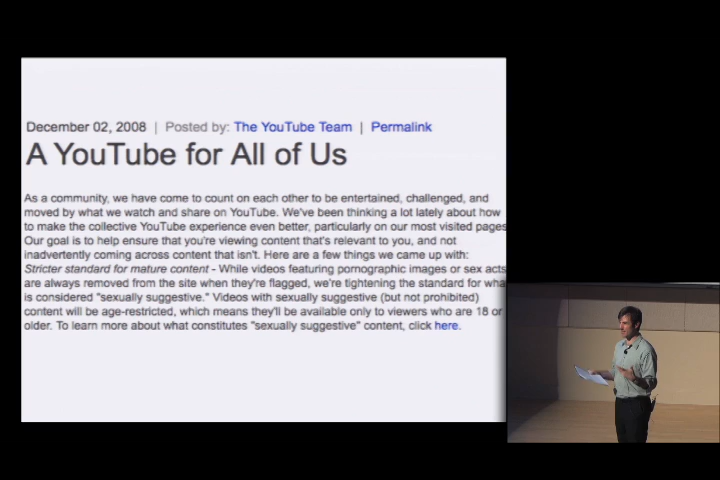 December 02, 2008 | Posted by: The YouTube Team | Permalink
A YouTube for All of Us
As a community, we have come to count on each other to be entertained, challenged, and
moved by what we watch and share on YouTube. We've been thinking a lot lately about how
to make the collective YouTube experience even better, particularly on our most visited pages
Our goal is to help ensure that you're viewing content that's relevant to you, and not
inadvertently coming across content that isn't. Here are a few things we came up with:
Stricter standard for mature content - While videos featuring pornographic images or sex acts
are always removed from the site when they're flagged, we're tightening the standard for wha
is considered "sexually suggestive." Videos with sexually suggestive (but not prohibited)
content will be age-restricted, which means they'll be available only to viewers who are 18 or
older. To learn more about what constitutes "sexually suggestive" content, click here.